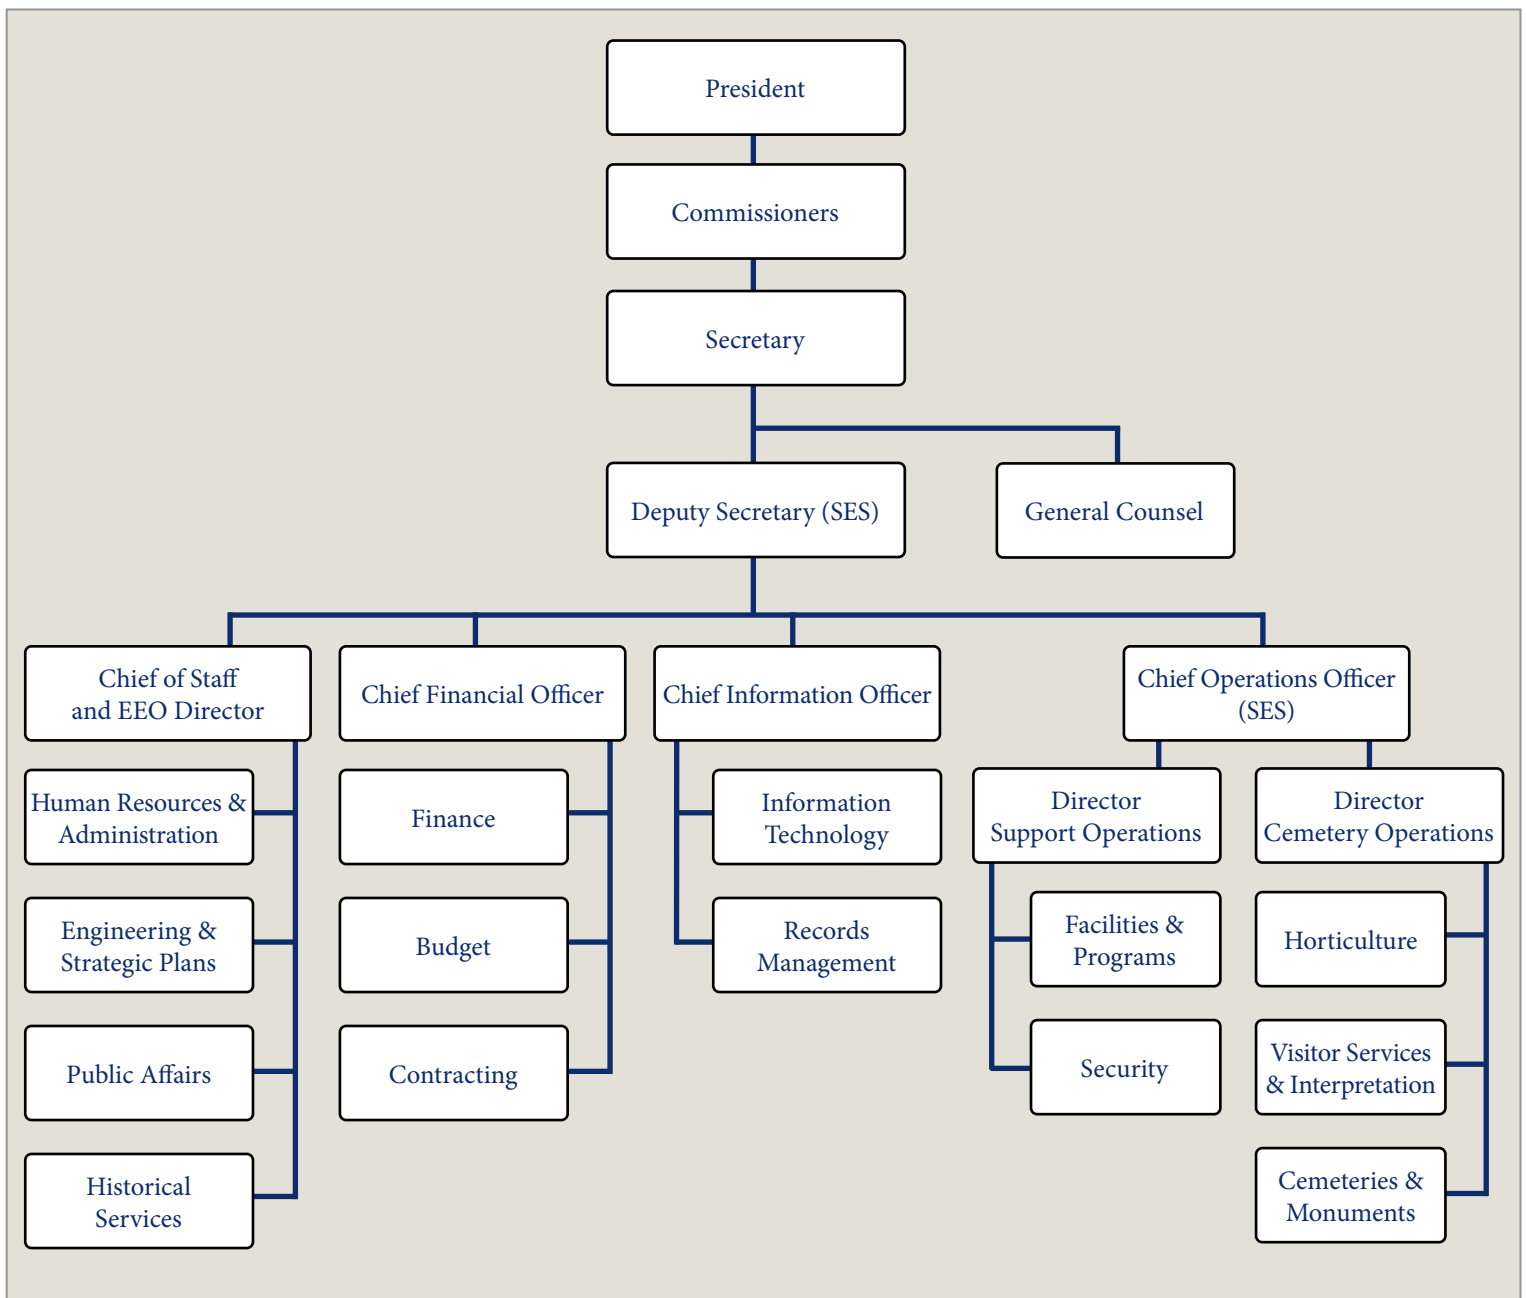 President
Commissioners
Secretary
Deputy Secretary (SES)
General Counsel
Chief of Staff
and EEO Director
Chief Financial Officer
Chief Information Officer
Chief Operations Officer
(SES)
Human Resources &
Administration
Engineering &
Strategic Plans
Public Affairs
Historical
Services
Finance
Budget
Contracting
Information
Technology
Records
Management
Director
Support Operations
Facilities &
Programs
Security
Director
Cemetery Operations
Horticulture
Visitor Services
& Interpretation
Cemeteries &
Monuments